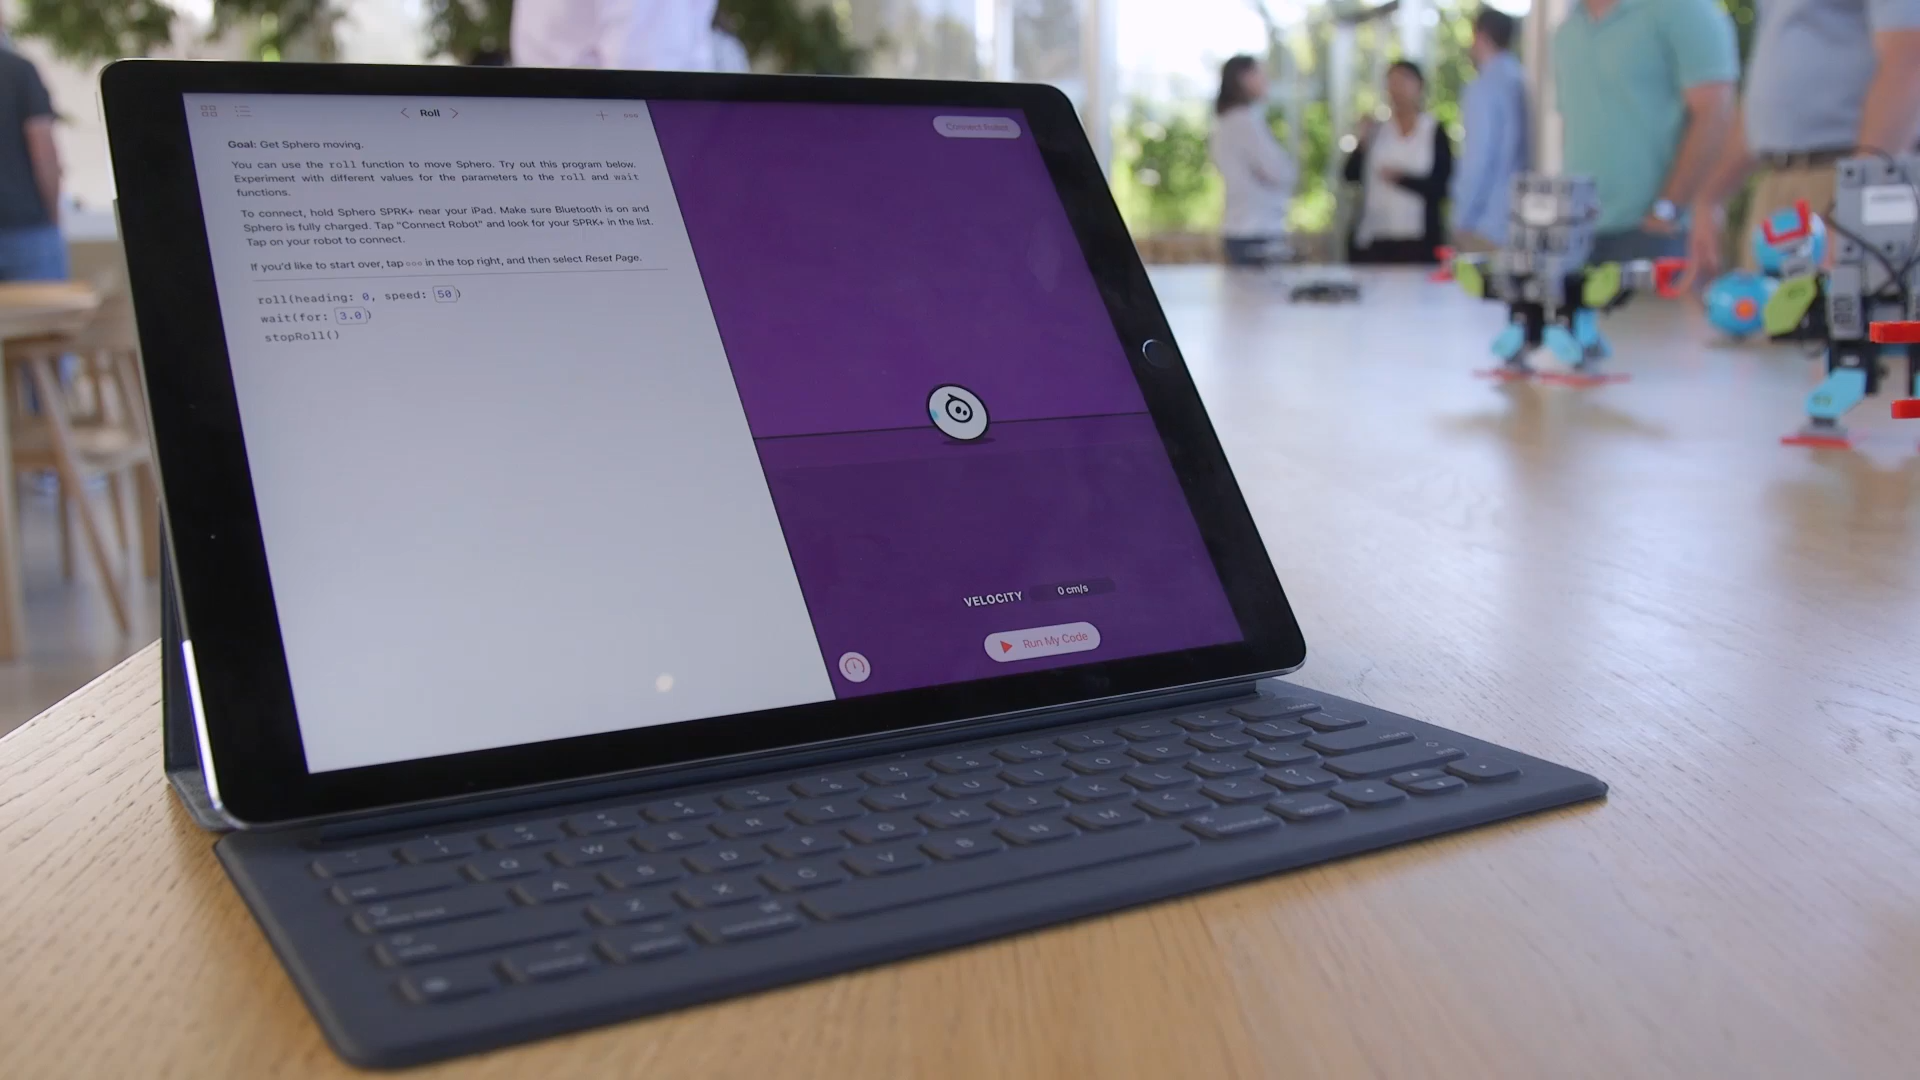 Roll
Connect Robot
Goal: Get Sphero moving.
You can use the roll function to move Sphero. Try out this program below.
Experiment with different values for the parameters to the roll and wait
functions.
To connect, hold Sphero SPRK+ near your iPad. Make sure Bluetooth is on and
Sphero is fully charged. Tap "Connect Robot" and look for your SPRK+ in the list.
Tap on your robot to connect.
If you'd like to start over, tap ooo in the top right, and then select Reset Page.
roll(heading: 0, speed: 50)
wait(for: 3.0)
stopRoll()
VELOCITY 0 cm/s
Run My Code
Q W E R T Y U I O P
A S D F G H J K L
Z X C V B N M